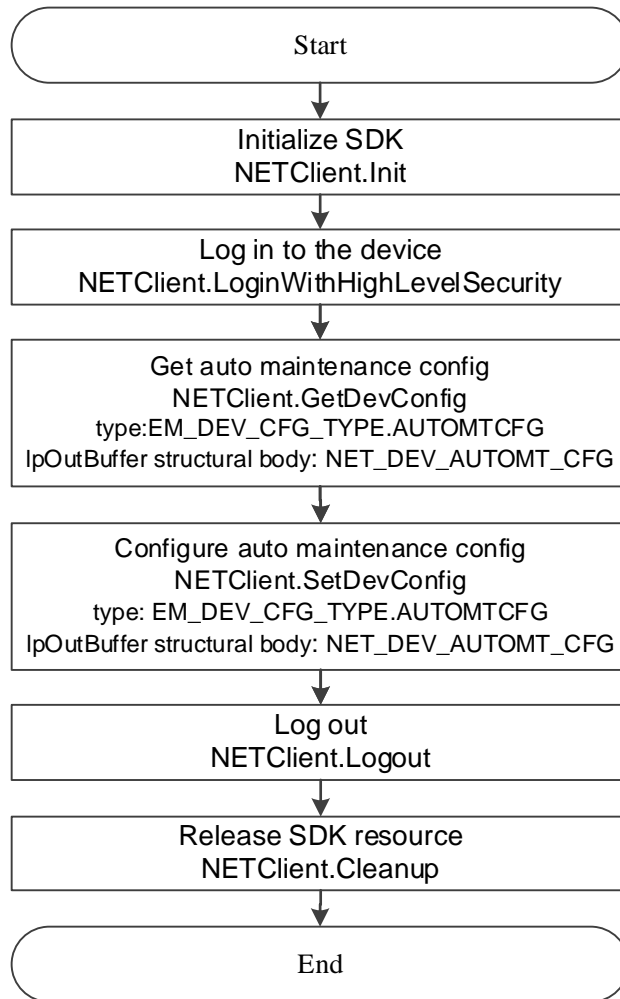 Start
Initialize SDK
NETClient.Init
Log in to the device
NETClient.LoginWithHighLevelSecurity
Get auto maintenance config
NETClient.GetDevConfig
type:EM_DEV_CFG_TYPE.AUTOMTCFG
lpOutBuffer structural body: NET_DEV_AUTOMT_CFG
Configure auto maintenance config
NETClient.SetDevConfig
type: EM_DEV_CFG_TYPE.AUTOMTCFG
lpOutBuffer structural body: NET_DEV_AUTOMT_CFG
Log out
NETClient.Logout
Release SDK resource
NETClient.Cleanup
End